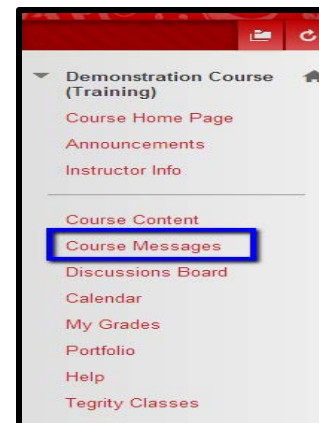 Demonstration Course
(Training)
Course Home Page
Announcements
Instructor Info
Course Content
Course Messages
Discussions Board
Calendar
My Grades
Portfolio
Help
Tegrity Classes